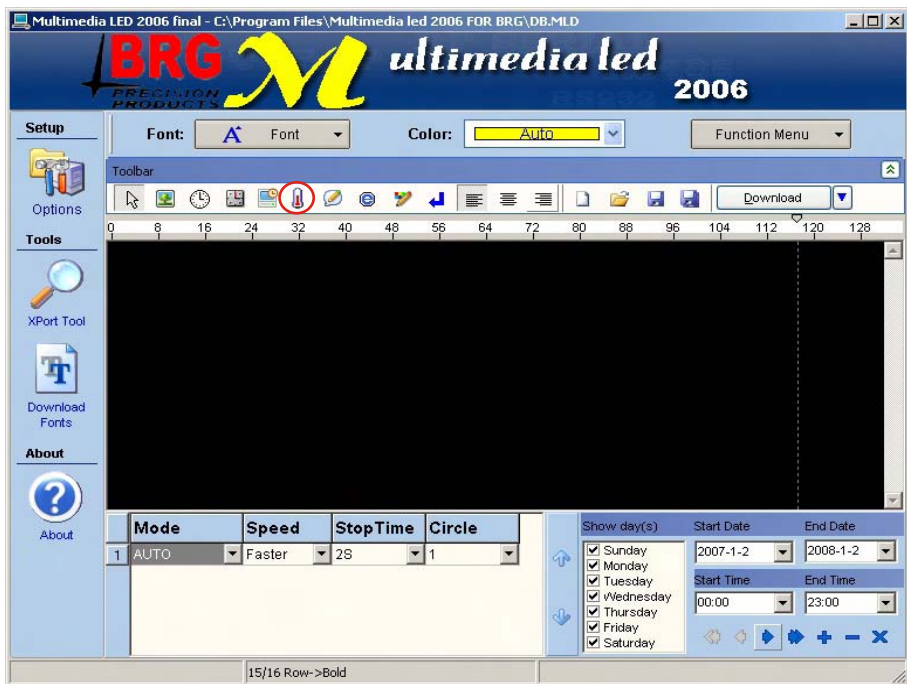 Multimedia LED 2006 final - C:\Program Files\Multimedia led 2006 FOR BRG\DB.MLD
BRG
PRECISION
PRODUCTS
Multimedia led
2006
Setup
Font: A Font
Color: Auto
Function Menu
Toolbar
Download
Options
0 8 16 24 32 40 48 56 64 72 80 88 96 104 112 120 128
Tools
XPort Tool
Download
Fonts
About
About
Mode Speed StopTime Circle
1 AUTO Faster 2S 1
Show day(s)
Sunday
Monday
Tuesday
Wednesday
Thursday
Friday
Saturday
Start Date End Date
2007-1-2 2008-1-2
Start Time End Time
00:00 23:00
15/16 Row->Bold